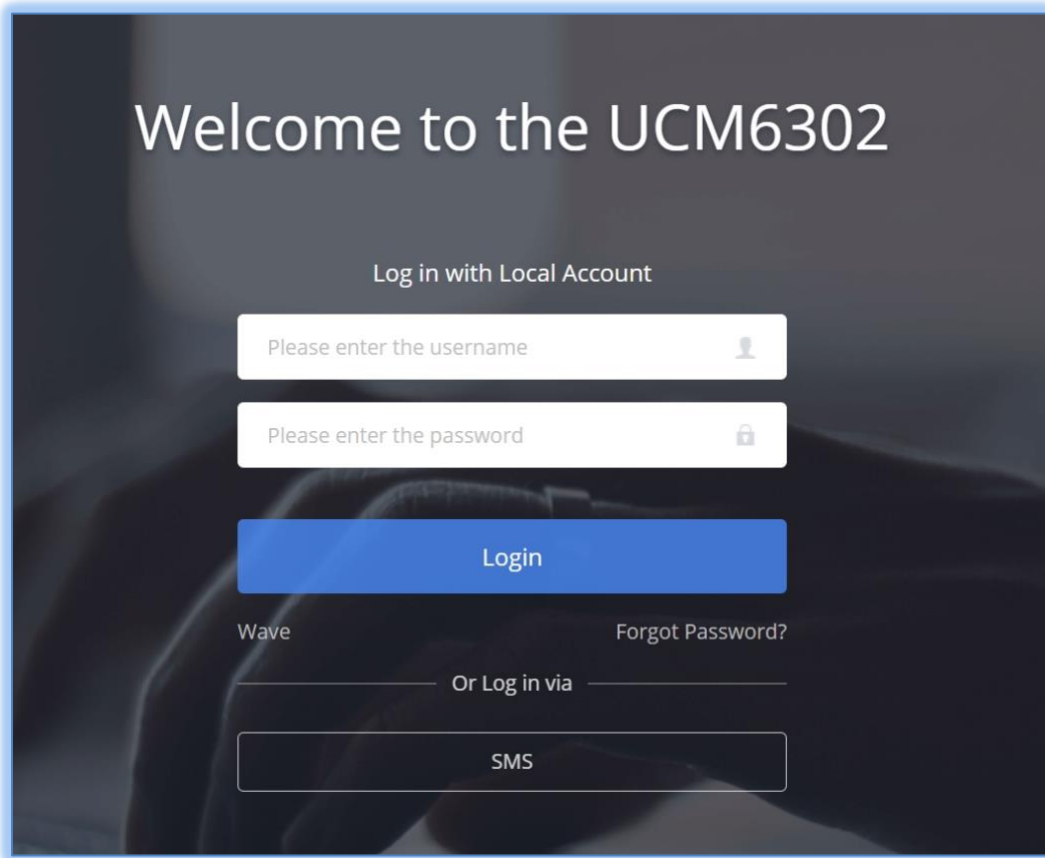 Welcome to the UCM6302
Log in with Local Account
Please enter the username
Please enter the password
Login
Wave
Forgot Password?
Or Log in via
SMS